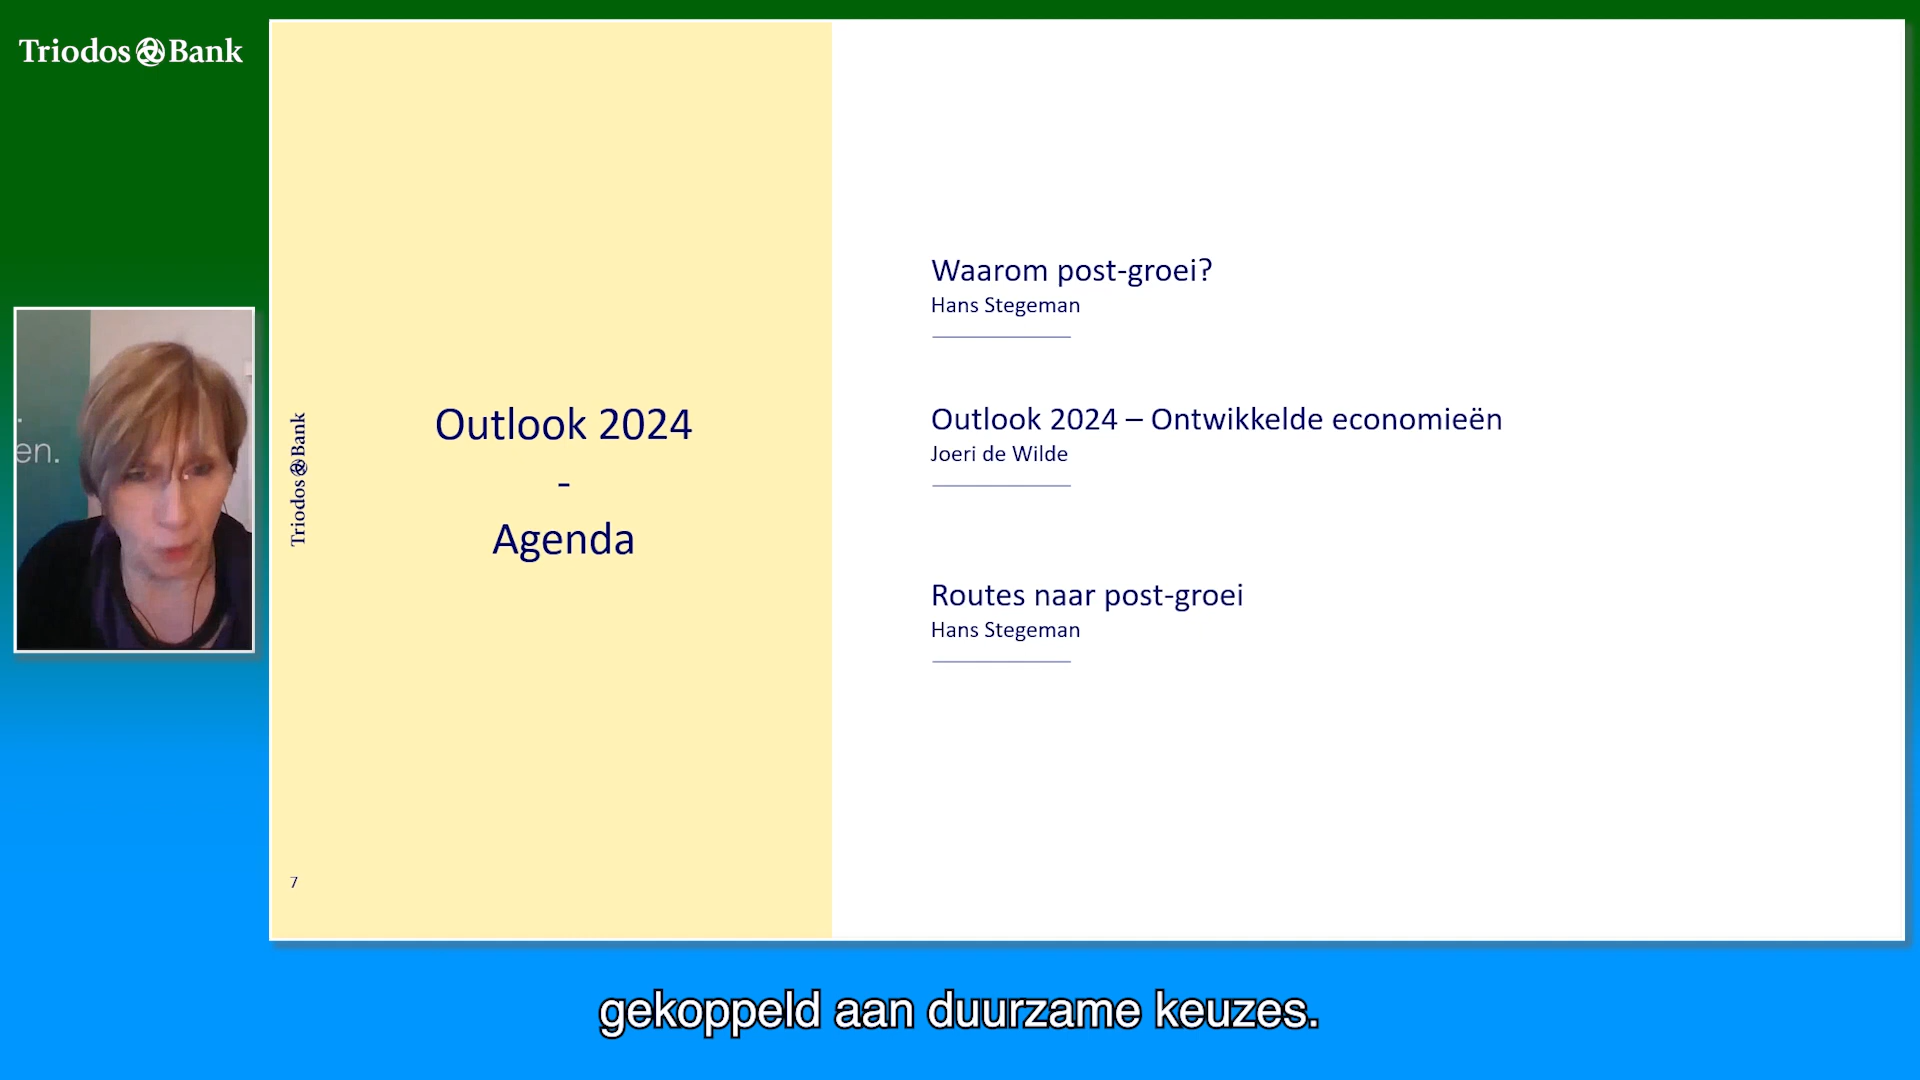 Triodos Bank
en.
Triodos Bank
Outlook 2024
-
Agenda
7
Waarom post-groei?
Hans Stegeman
Outlook 2024 – Ontwikkelde economieën
Joeri de Wilde
Routes naar post-groei
Hans Stegeman
gekoppeld aan duurzame keuzes.